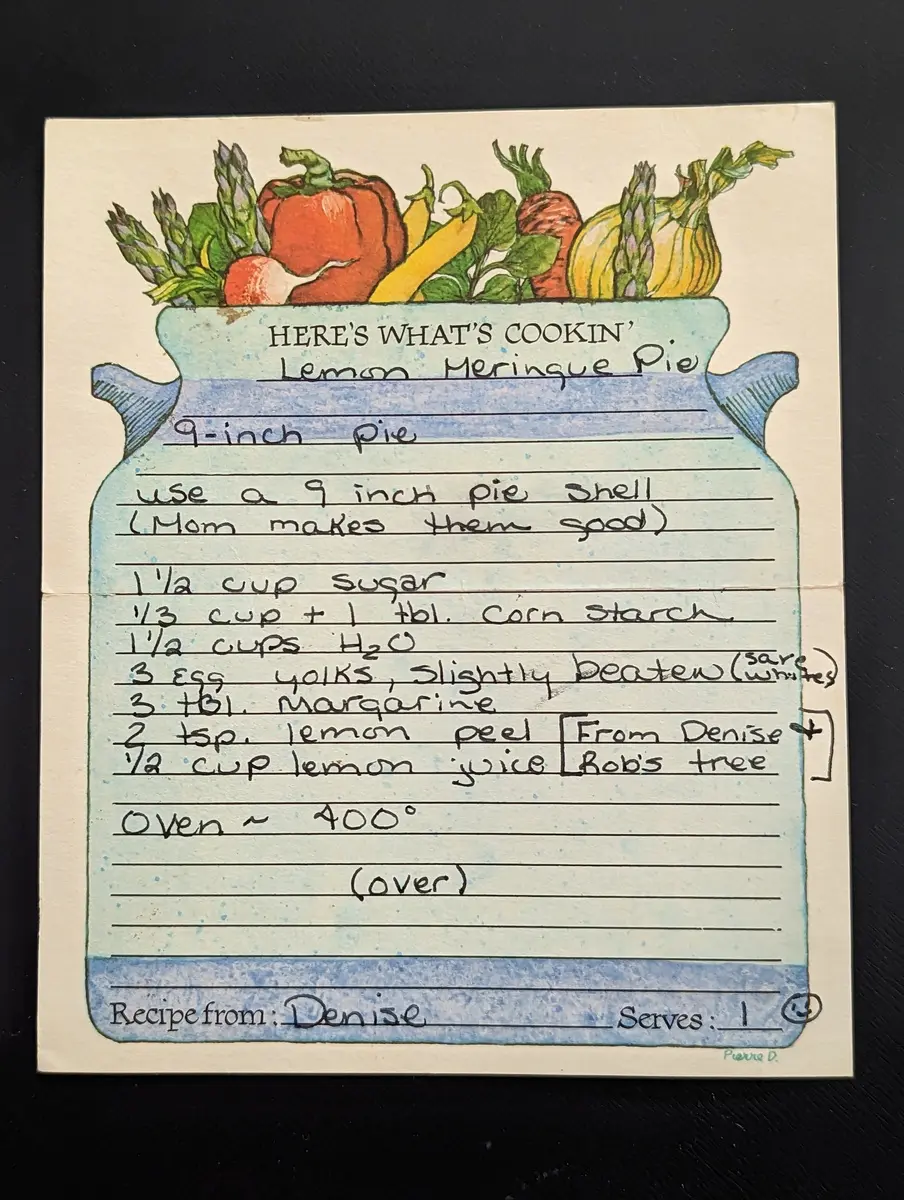 HERE'S WHAT'S COOKIN'
Lemon Meringue Pie
9-inch pie
use a 9 inch pie shell
(Mom makes them good)
1 1/2 cup sugar
1/3 cup + 1 tbl. Corn Starch
1 1/2 cups H₂O
3 Egg yolks, slightly beaten (save whites)
3 tbl. Margarine
2 tsp. lemon peel [From Denise +
1/2 cup lemon juice Rob's tree]
Oven ~ 400°
(over)
Recipe from: Denise Serves: 1 ☺
Pierre D.